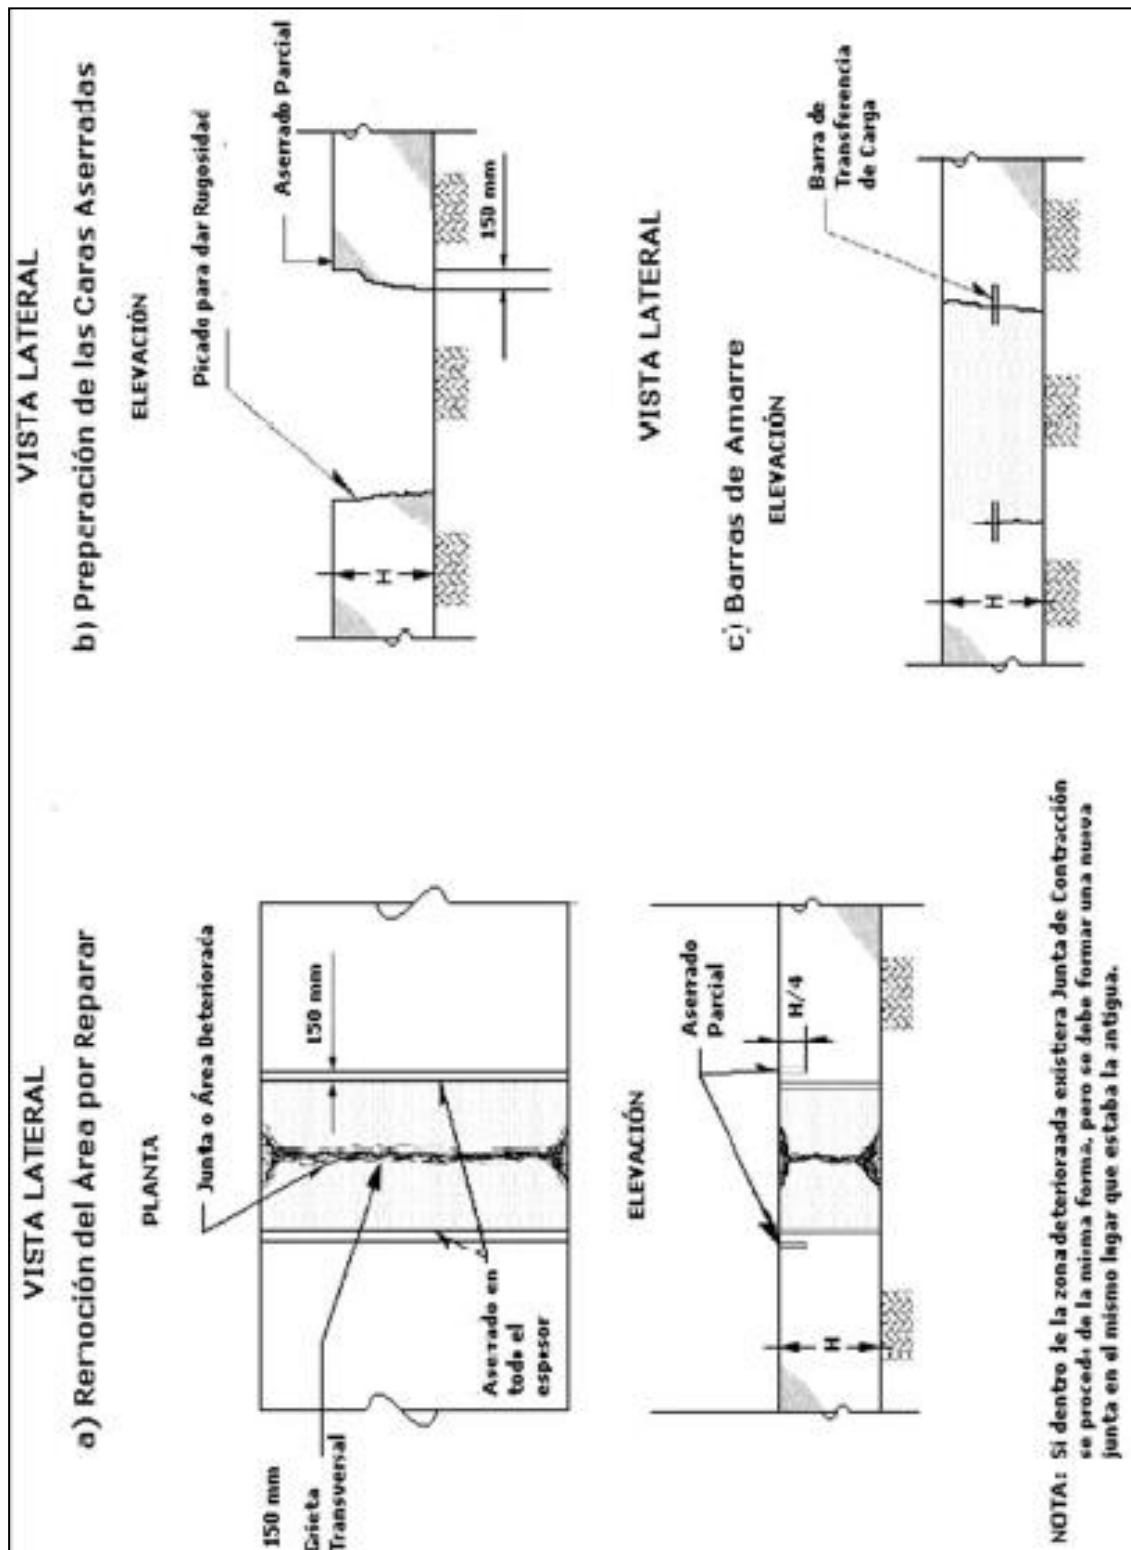 VISTA LATERAL
a) Remoción del Área por Reparar
PLANTA
Junta o Área Deteriorada
150 mm
150 mm
Grieta
Transversal
Aserrado en
todo el
espesor
ELEVACIÓN
Aserrado
Parcial
H/4
H
NOTA: Si dentro de la zona deteriorada existiera Junta de Contracción
se procede de la misma forma, pero se debe formar una nueva
junta en el mismo lugar que estaba la antigua.
VISTA LATERAL
b) Preparación de las Caras Aserradas
ELEVACIÓN
Picado para dar Rugosidad
Aserrado Parcial
H
150 mm
VISTA LATERAL
c) Barras de Amarre
ELEVACIÓN
Barra de
Transferencia
de Carga
H